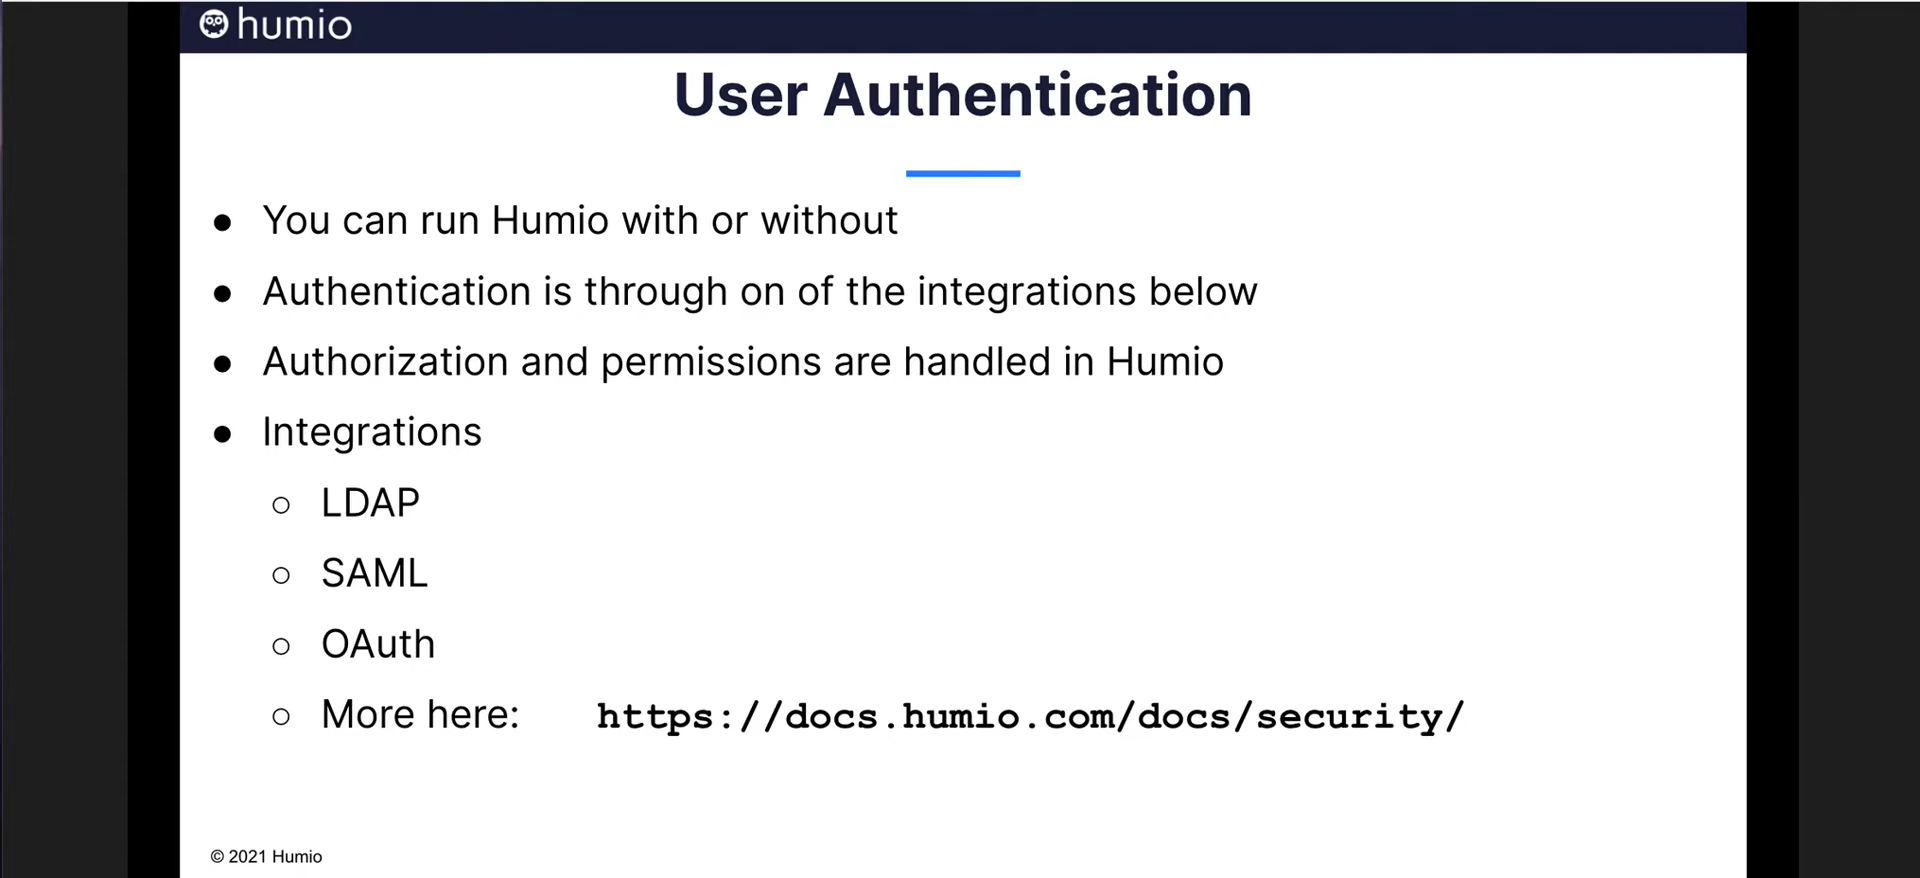 humio
User Authentication
● You can run Humio with or without
● Authentication is through on of the integrations below
● Authorization and permissions are handled in Humio
● Integrations
○ LDAP
○ SAML
○ OAuth
○ More here: https://docs.humio.com/docs/security/
© 2021 Humio